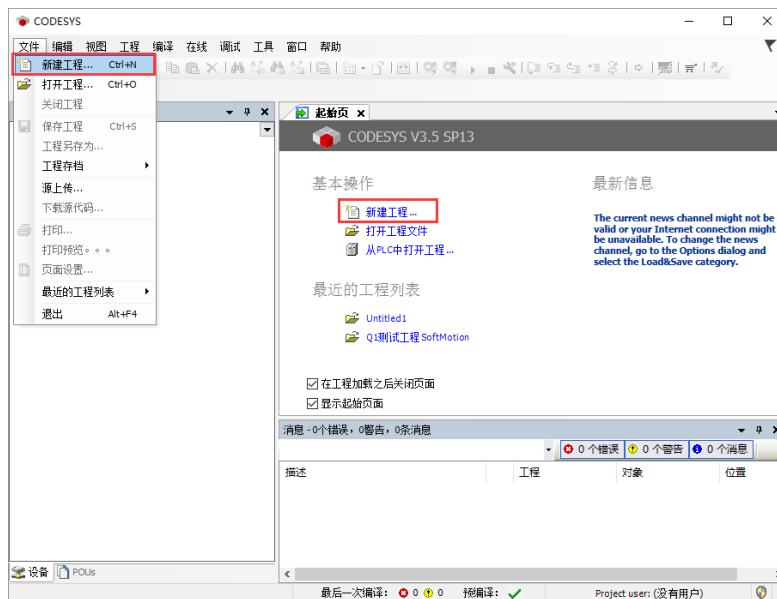 CODESYS
文件 编辑 视图 工程 编译 在线 调试 工具 窗口 帮助
新建工程... Ctrl+N
打开工程... Ctrl+O
关闭工程
保存工程 Ctrl+S
工程另存为...
工程存档
源上传...
下载源代码...
打印...
打印预览。。。
页面设置...
最近的工程列表
退出 Alt+F4
起始页
CODESYS V3.5 SP13
基本操作
新建工程...
打开工程文件
从PLC中打开工程...
最近的工程列表
Untitled1
Q1测试工程SoftMotion
在工程加载之后关闭页面
显示起始页面
最新信息
The current news channel might not be
valid or your Internet connection might
be unavailable. To change the news
channel, go to the Options dialog and
select the Load&Save category.
消息 - 0个错误，0警告，0条消息
0 个错误 0 个警告 0 个消息
描述 工程 对象 位置
设备 POUs
最后一次编译： 0 0 预编译： Project user: (没有用户)